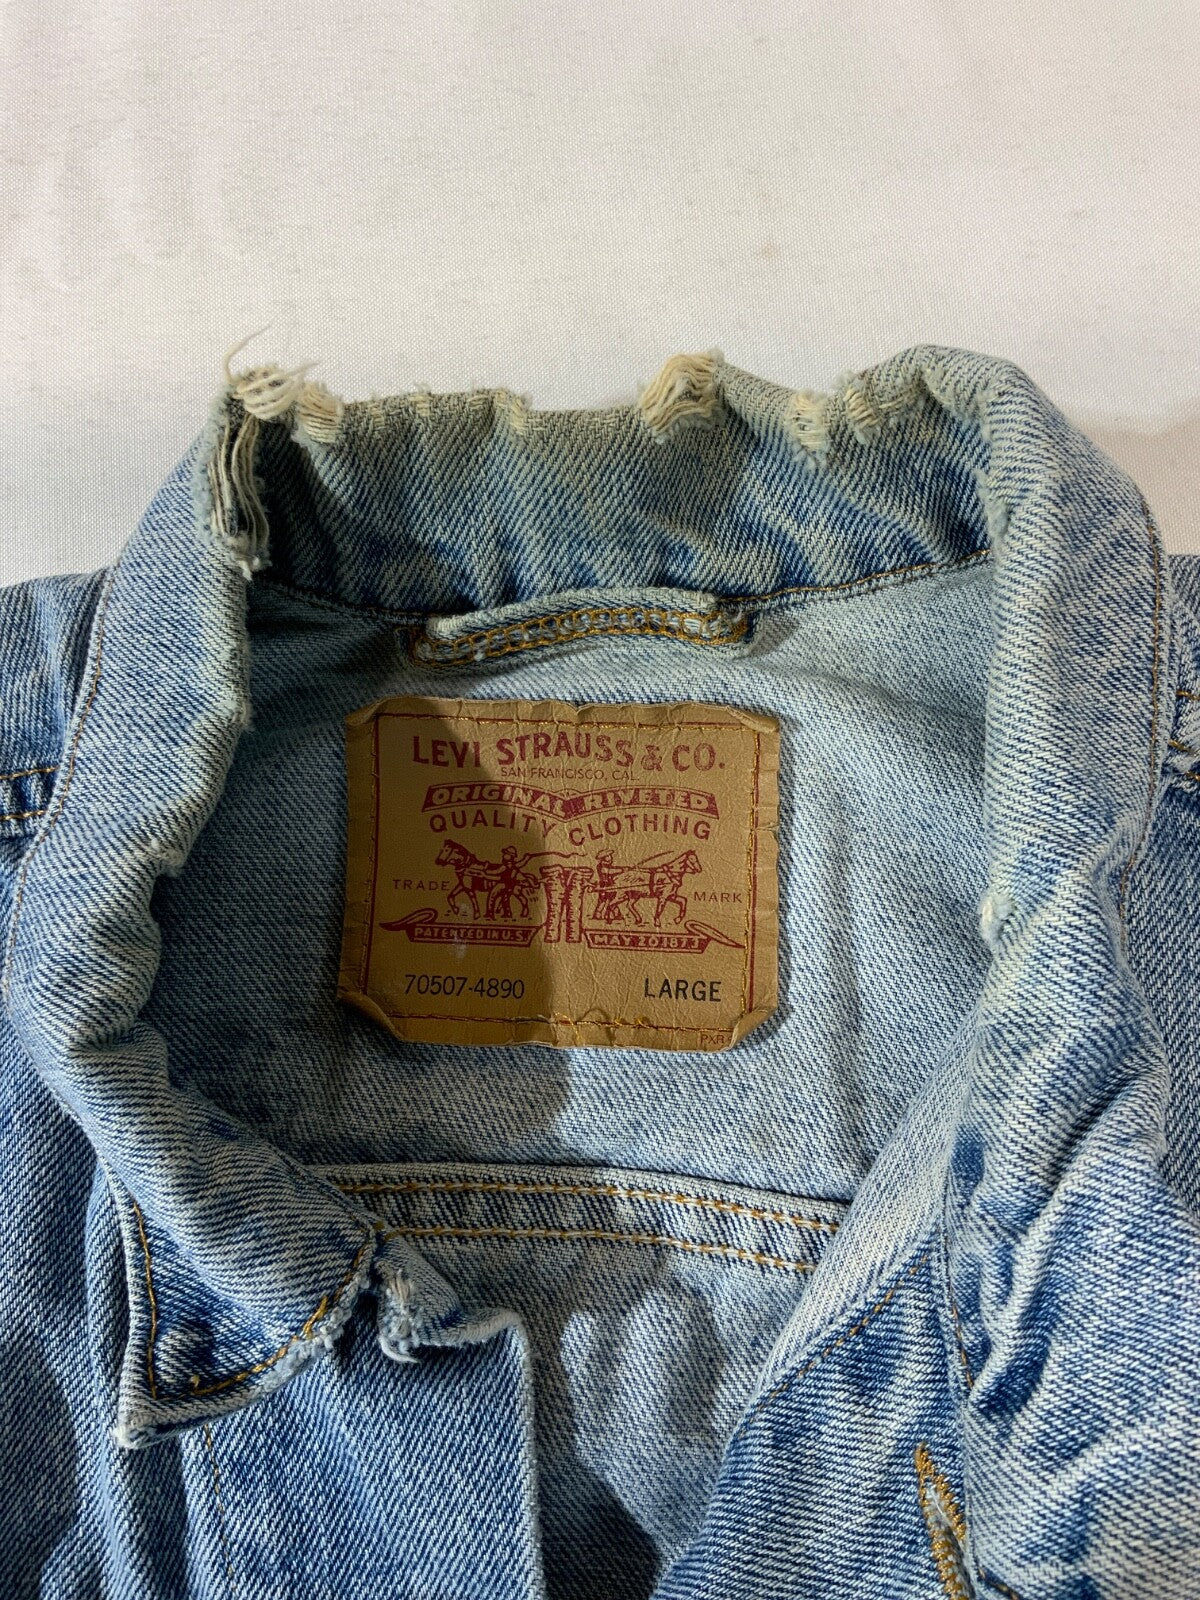 LEVI STRAUSS & CO.
SAN FRANCISCO, CAL.
ORIGINAL RIVETED
QUALITY CLOTHING
TRADE MARK
PATENTED IN U.S. MAY 20 1873
70507-4890 LARGE
PXR